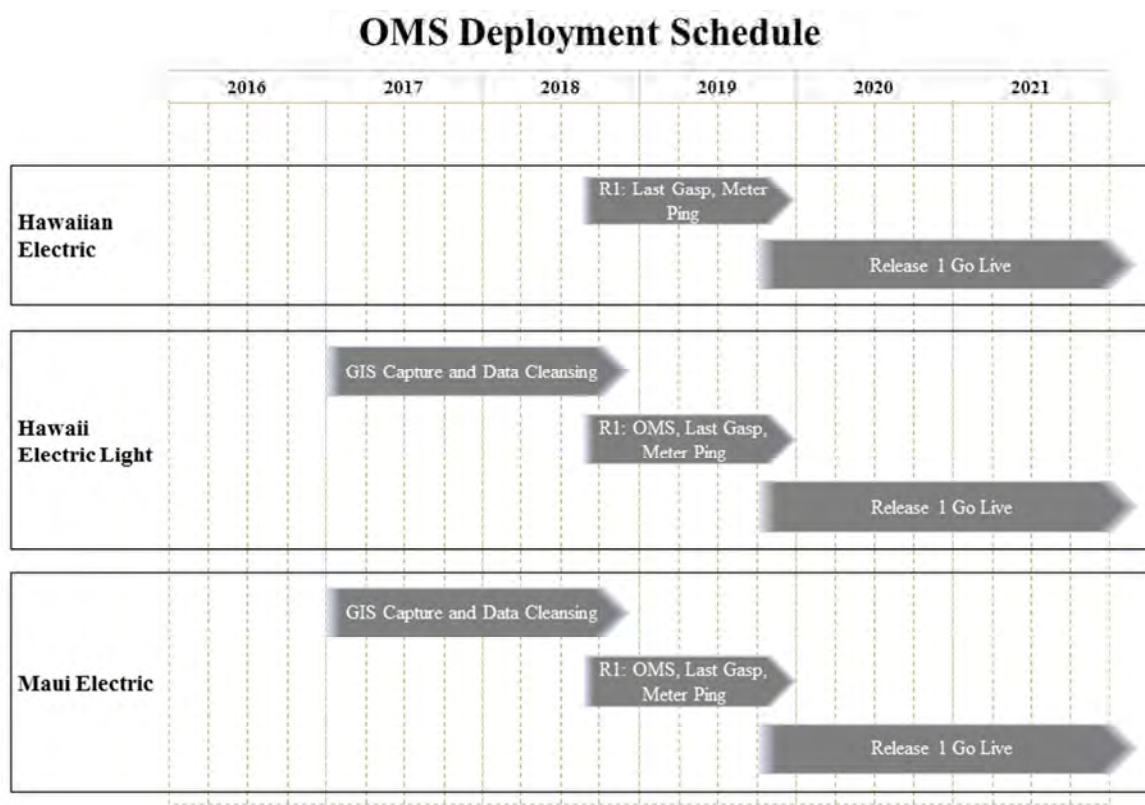 OMS Deployment Schedule
2016 2017 2018 2019 2020 2021
Hawaiian
Electric
R1: Last Gasp, Meter
Ping
Release 1 Go Live
Hawaii
Electric Light
GIS Capture and Data Cleansing
R1: OMS, Last Gasp,
Meter Ping
Release 1 Go Live
Maui Electric
GIS Capture and Data Cleansing
R1: OMS, Last Gasp,
Meter Ping
Release 1 Go Live